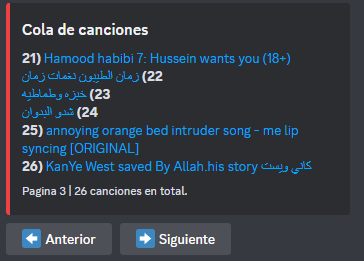 Cola de canciones
21) Hamood habibi 7: Hussein wants you (18+)
22) زمان الطيبون نغمات زمان
23) خبزه وطماطيه
24) شدو البدوان
25) annoying orange bed intruder song - me lip
syncing [ORIGINAL]
26) KanYe West saved By Allah.his story كاني ويست
Pagina 3 | 26 canciones en total.
Anterior
Siguiente